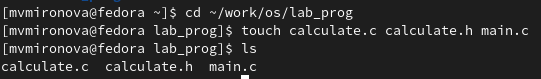 [mvmironova@fedora ~]$ cd ~/work/os/lab_prog
[mvmironova@fedora lab_prog]$ touch calculate.c calculate.h main.c
[mvmironova@fedora lab_prog]$ ls
calculate.c  calculate.h  main.c